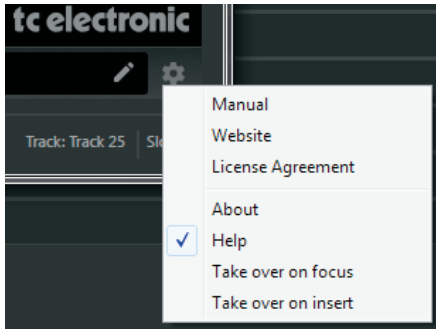 tc electronic
Track: Track 25
Manual
Website
License Agreement
About
Help
Take over on focus
Take over on insert